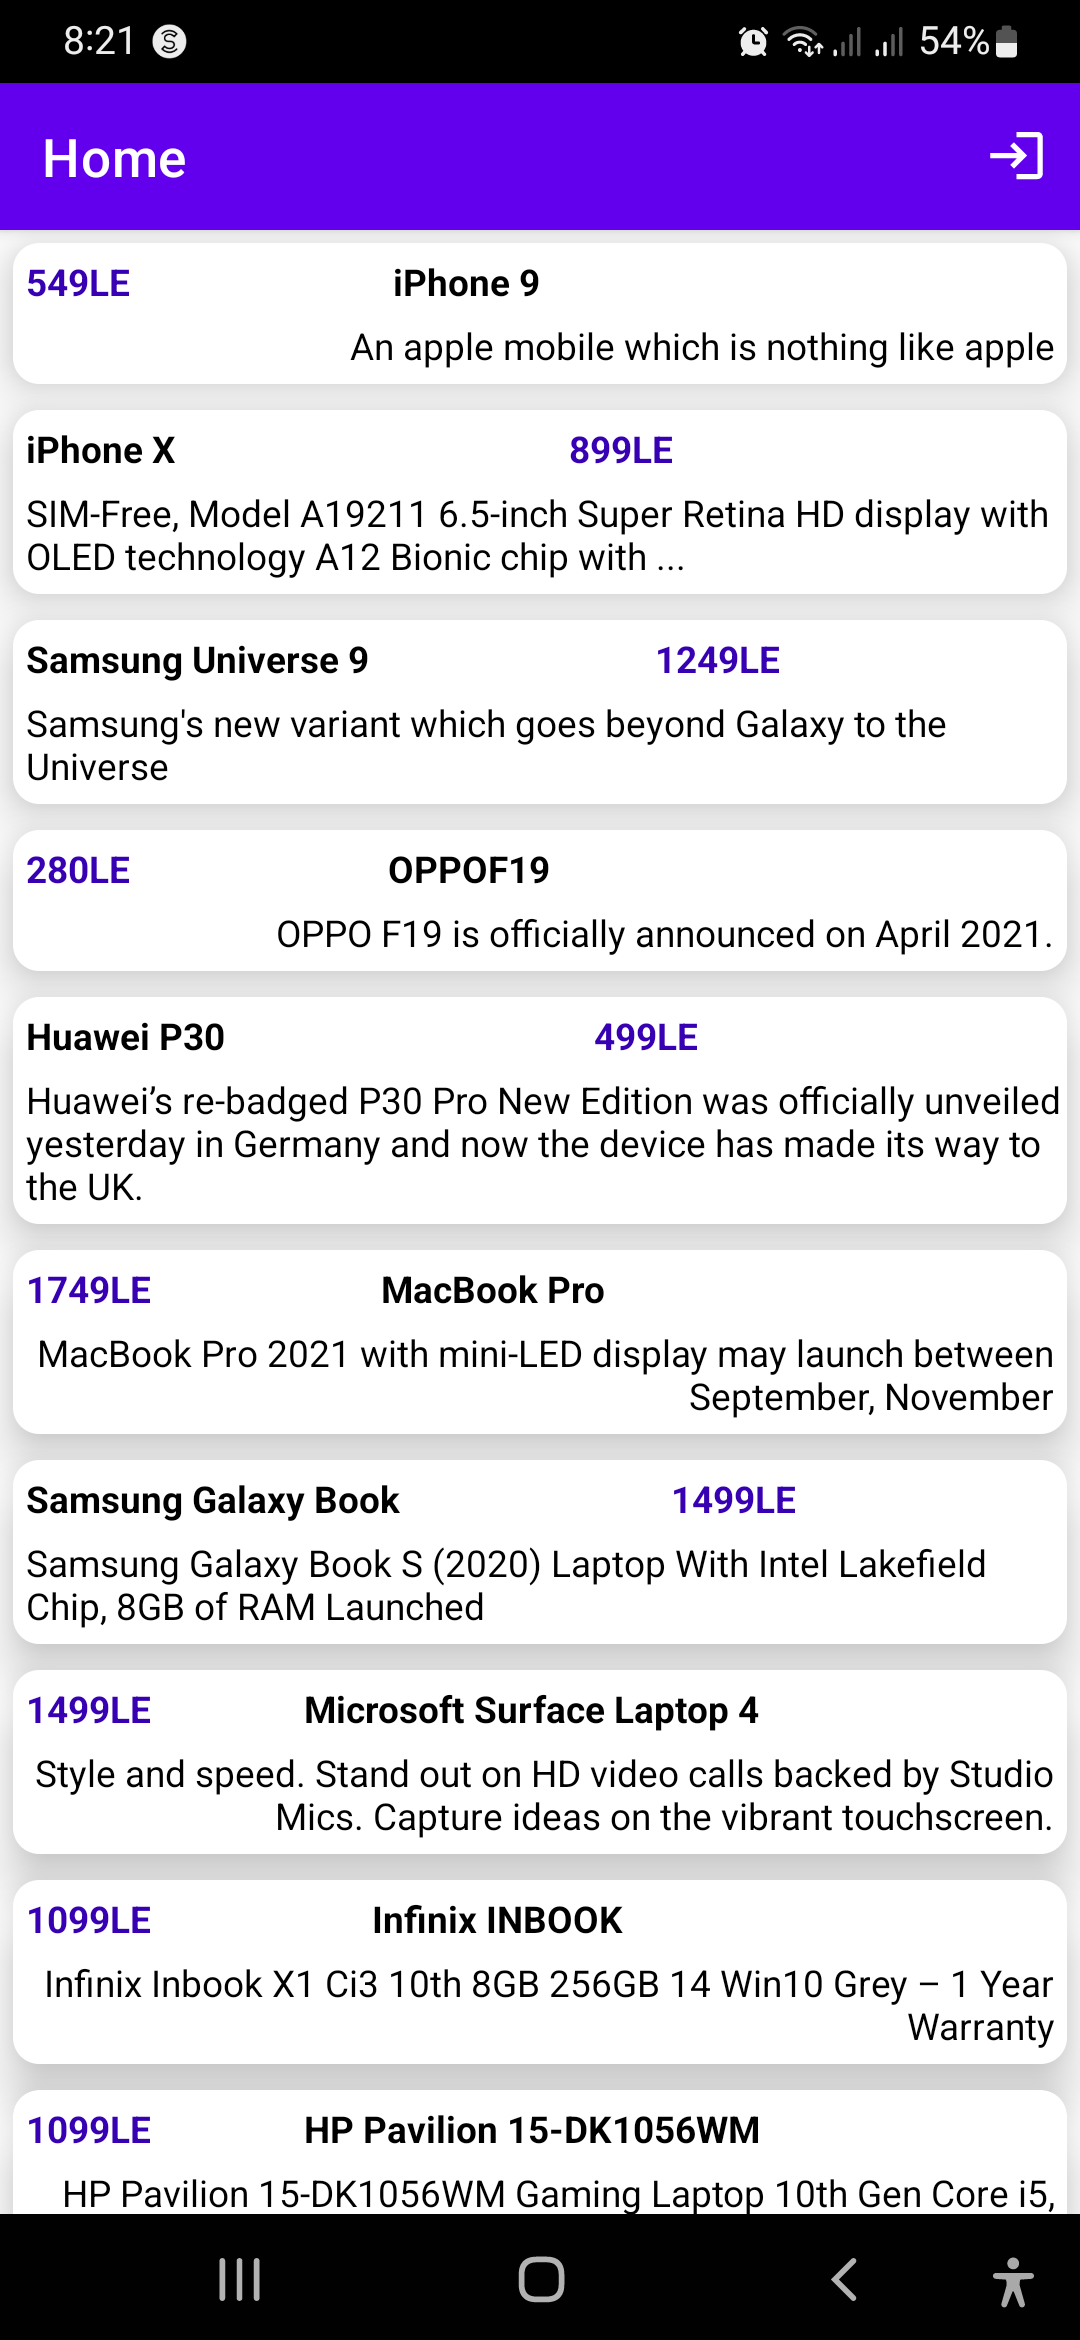 8:21 54%
Home
549LE iPhone 9
An apple mobile which is nothing like apple
iPhone X 899LE
SIM-Free, Model A19211 6.5-inch Super Retina HD display with
OLED technology A12 Bionic chip with ...
Samsung Universe 9 1249LE
Samsung's new variant which goes beyond Galaxy to the
Universe
280LE OPPOF19
OPPO F19 is officially announced on April 2021.
Huawei P30 499LE
Huawei’s re-badged P30 Pro New Edition was officially unveiled
yesterday in Germany and now the device has made its way to
the UK.
1749LE MacBook Pro
MacBook Pro 2021 with mini-LED display may launch between
September, November
Samsung Galaxy Book 1499LE
Samsung Galaxy Book S (2020) Laptop With Intel Lakefield
Chip, 8GB of RAM Launched
1499LE Microsoft Surface Laptop 4
Style and speed. Stand out on HD video calls backed by Studio
Mics. Capture ideas on the vibrant touchscreen.
1099LE Infinix INBOOK
Infinix Inbook X1 Ci3 10th 8GB 256GB 14 Win10 Grey – 1 Year
Warranty
1099LE HP Pavilion 15-DK1056WM
HP Pavilion 15-DK1056WM Gaming Laptop 10th Gen Core i5,